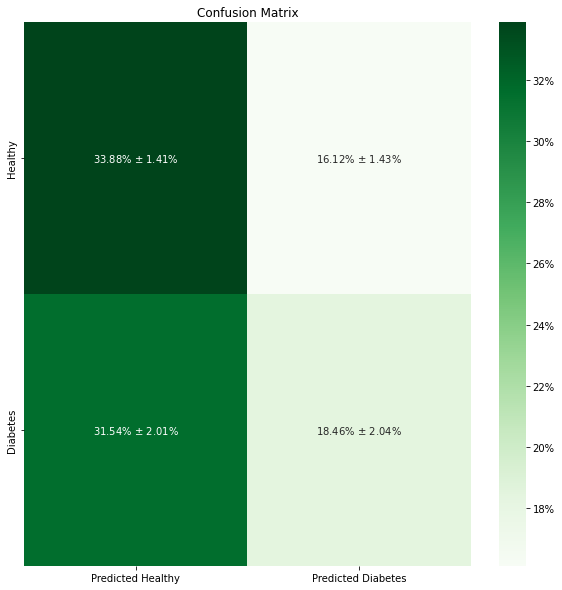 Confusion Matrix
Healthy
33.88% ± 1.41%
16.12% ± 1.43%
Diabetes
31.54% ± 2.01%
18.46% ± 2.04%
Predicted Healthy
Predicted Diabetes
32%
30%
28%
26%
24%
22%
20%
18%